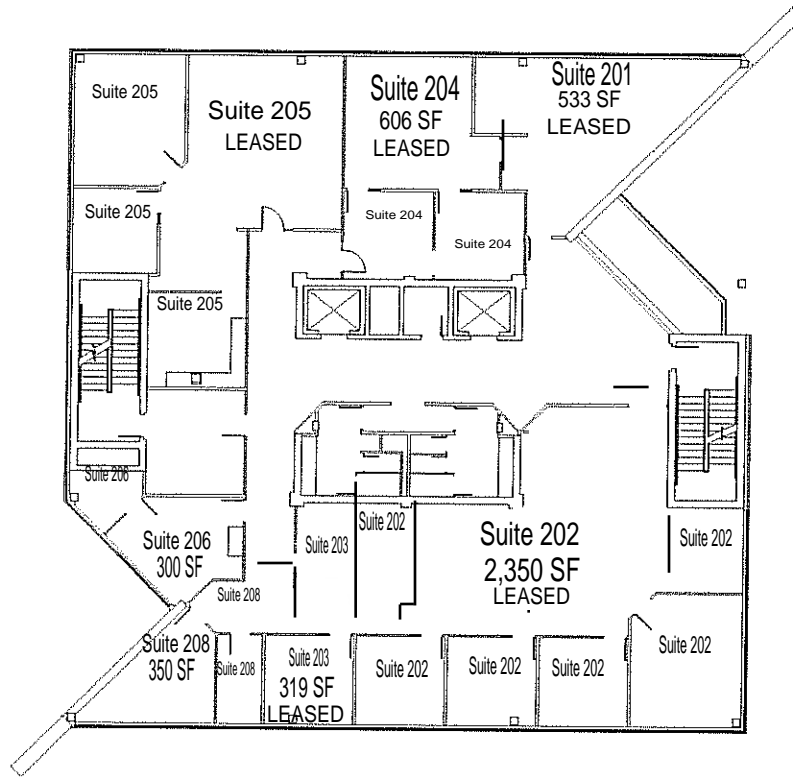 Suite 205
Suite 205
LEASED
Suite 204
606 SF
LEASED
Suite 201
533 SF
LEASED
Suite 205
Suite 204
Suite 204
Suite 205
Suite 206
Suite 206
300 SF
Suite 203
Suite 202
Suite 202
2,350 SF
LEASED
Suite 202
Suite 208
Suite 208
350 SF
Suite 208
Suite 203
319 SF
LEASED
Suite 202
Suite 202
Suite 202
Suite 202